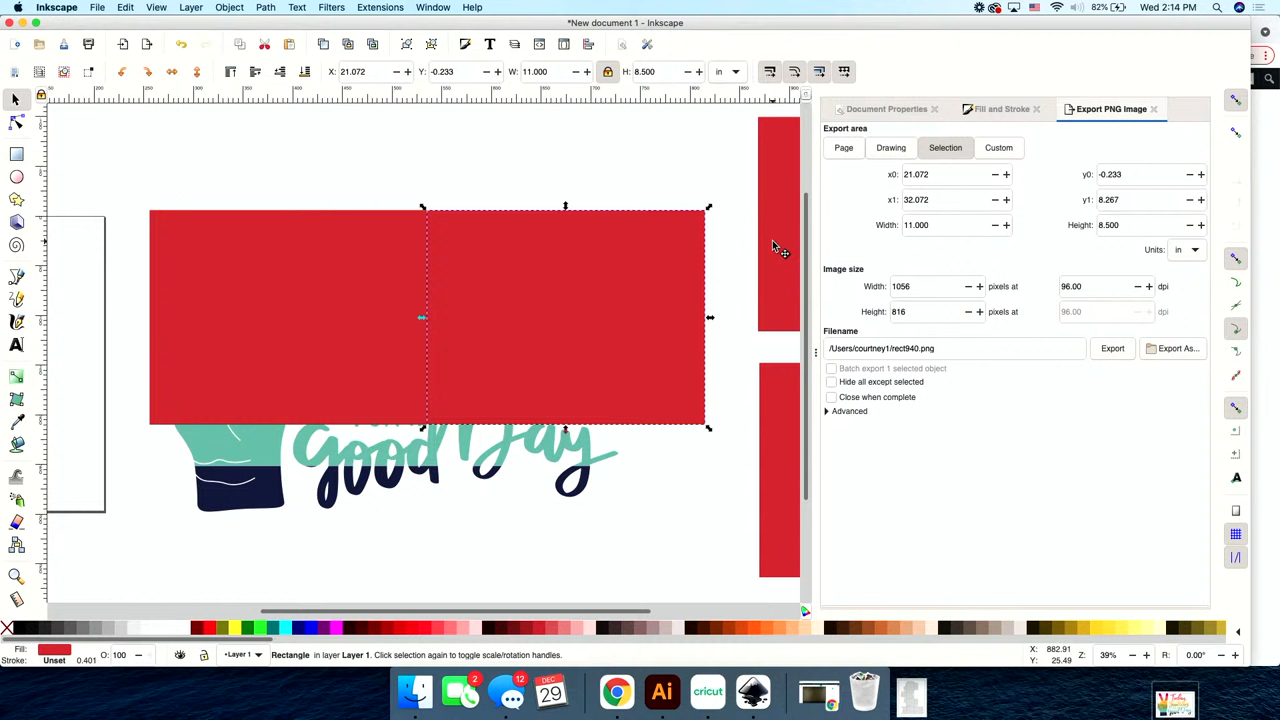 Inkscape File Edit View Layer Object Path Text Filters Extensions Window Help 82% Wed 2:14 PM
*New document 1 - Inkscape
X: 21.072 Y: -0.233 W: 11.000 H: 8.500 in
Document Properties Fill and Stroke Export PNG Image
Export area
Page Drawing Selection Custom
x0: 21.072 y0: -0.233
x1: 32.072 y1: 8.267
Width: 11.000 Height: 8.500
Units: in
Image size
Width: 1056 pixels at 96.00 dpi
Height: 816 pixels at 96.00 dpi
Filename
/Users/courtney1/rect940.png Export Export As...
Batch export 1 selected object
Hide all except selected
Close when complete
Advanced
Good Day
good
Fill:
Stroke: Unset 0.401 O: 100 •Layer 1 Rectangle in layer Layer 1. Click selection again to toggle scale/rotation handles. X: 882.91 Y: 25.49 Z: 39% R: 0.00°
2 12 DEC 29 Ai cricut